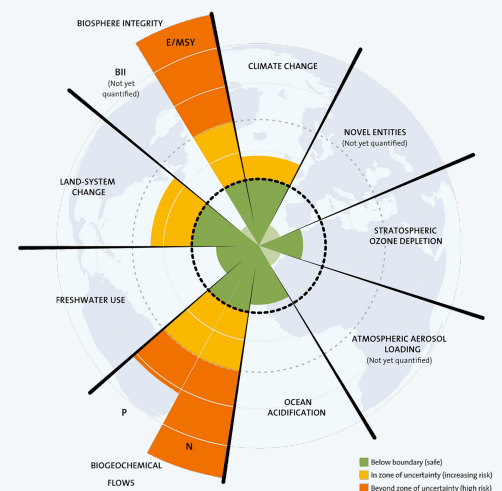 BIOSPHERE INTEGRITY
E/MSY
CLIMATE CHANGE
BII
(Not yet
quantified)
NOVEL ENTITIES
(Not yet quantified)
LAND-SYSTEM
CHANGE
STRATOSPHERIC
OZONE DEPLETION
FRESHWATER USE
ATMOSPHERIC AEROSOL
LOADING
(Not yet quantified)
P
OCEAN
ACIDIFICATION
N
BIOGEOCHEMICAL
FLOWS
Below boundary (safe)
In zone of uncertainty (increasing risk)
Beyond zone of uncertainty (high risk)